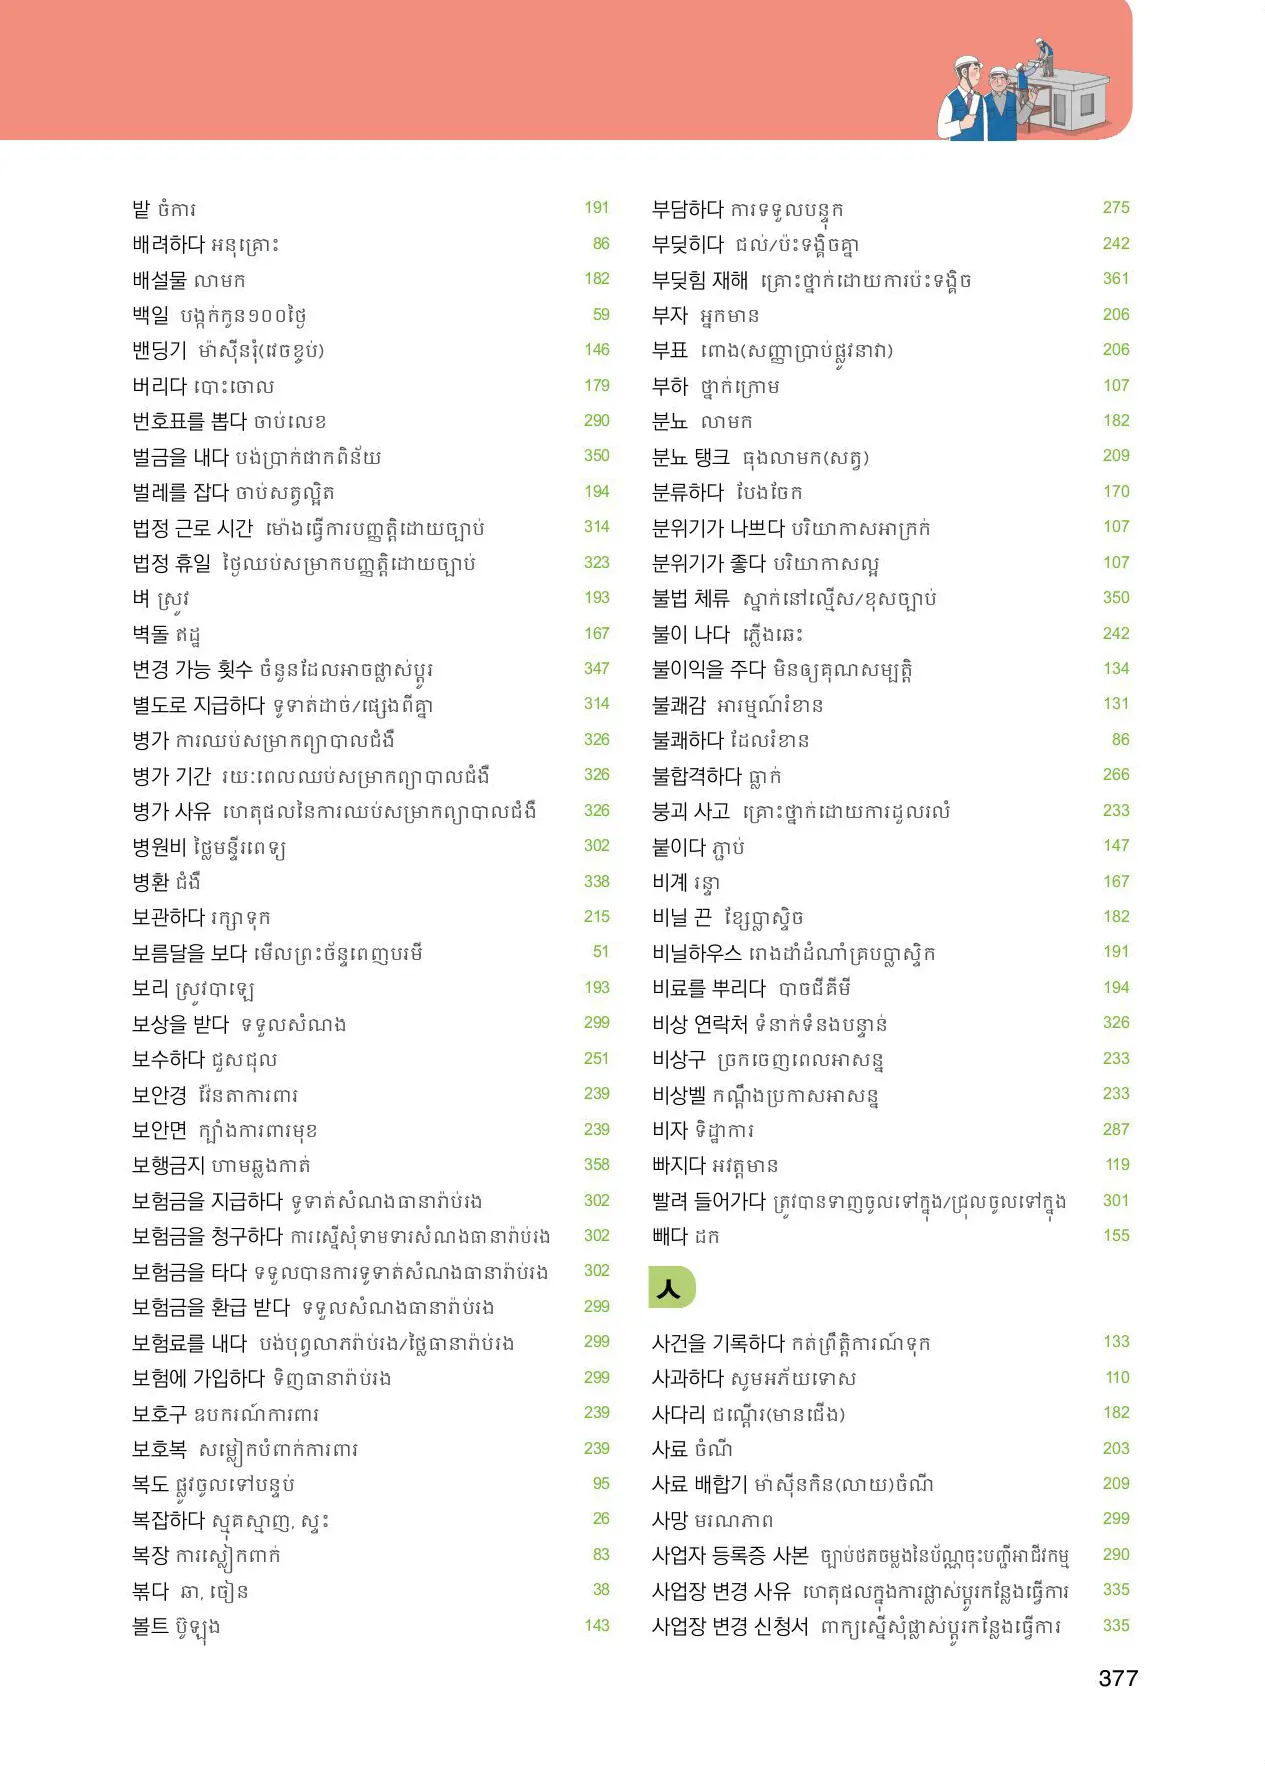 밭 ចំការ 191
배려하다 អនុគ្រោះ 86
배설물 លាមក 182
백일 បង្កក់កូន១០០ថ្ងៃ 59
밴딩기 ម៉ាស៊ីនរុំ(វេចខ្ចប់) 146
버리다 បោះចោល 179
번호표를 뽑다 ចាប់លេខ 290
벌금을 내다 បង់ប្រាក់ផាកពិន័យ 350
벌레를 잡다 ចាប់សត្វល្អិត 194
법정 근로 시간 ម៉ោងធ្វើការបញ្ញត្តិដោយច្បាប់ 314
법정 휴일 ថ្ងៃឈប់សម្រាកបញ្ញត្តិដោយច្បាប់ 323
벼 ស្រូវ 193
벽돌 ឥដ្ឋ 167
변경 가능 횟수 ចំនួនដែលអាចផ្លាស់ប្តូរ 347
별도로 지급하다 ទូទាត់ដាច់/ផ្សេងពីគ្នា 314
병가 ការឈប់សម្រាកព្យាបាលជំងឺ 326
병가 기간 រយៈពេលឈប់សម្រាកព្យាបាលជំងឺ 326
병가 사유 ហេតុផលនៃការឈប់សម្រាកព្យាបាលជំងឺ 326
병원비 ថ្លៃមន្ទីរពេទ្យ 302
병환 ជំងឺ 338
보관하다 រក្សាទុក 215
보름달을 보다 មើលព្រះច័ន្ទពេញបរមី 51
보리 ស្រូវបាឡេ 193
보상을 받다 ទទួលសំណង 299
보수하다 ជួសជុល 251
보안경 វ៉ែនតាការពារ 239
보안면 ក្បាំងការពារមុខ 239
보행금지 ហាមឆ្លងកាត់ 358
보험금을 지급하다 ទូទាត់សំណងធានារ៉ាប់រង 302
보험금을 청구하다 ការស្នើសុំទាមទារសំណងធានារ៉ាប់រង 302
보험금을 타다 ទទួលបានការទូទាត់សំណងធានារ៉ាប់រង 302
보험금을 환급 받다 ទទួលសំណងធានារ៉ាប់រង 299
보험료를 내다 បង់បុព្វលាភរ៉ាប់រង/ថ្លៃធានារ៉ាប់រង 299
보험에 가입하다 ទិញធានារ៉ាប់រង 299
보호구 ឧបករណ៍ការពារ 239
보호복 សម្លៀកបំពាក់ការពារ 239
복도 ផ្លូវចូលទៅបន្ទប់ 95
복잡하다 ស្មុគស្មាញ, ស្ទះ 26
복장 ការស្លៀកពាក់ 83
볶다 ឆា, ចៀន 38
볼트 ប៊ូឡុង 143
부담하다 ការទទួលបន្ទុក 275
부딪히다 ជល់/ប៉ះទង្គិចគ្នា 242
부딪힘 재해 គ្រោះថ្នាក់ដោយការប៉ះទង្គិច 361
부자 អ្នកមាន 206
부표 ពោង(សញ្ញាប្រាប់ផ្លូវនាវា) 206
부하 ថ្នាក់ក្រោម 107
분뇨 លាមក 182
분뇨 탱크 ធុងលាមក(សត្វ) 209
분류하다 បែងចែក 170
분위기가 나쁘다 បរិយាកាសអាក្រក់ 107
분위기가 좋다 បរិយាកាសល្អ 107
불법 체류 ស្នាក់នៅល្មើស/ខុសច្បាប់ 350
불이 나다 ភ្លើងឆេះ 242
불이익을 주다 មិនឲ្យគុណសម្បត្តិ 134
불쾌감 អារម្មណ៍រំខាន 131
불쾌하다 ដែលរំខាន 86
불합격하다 ធ្លាក់ 266
붕괴 사고 គ្រោះថ្នាក់ដោយការដួលរលំ 233
붙이다 ភ្ជាប់ 147
비계 រន្ទា 167
비닐 끈 ខ្សែប្លាស្ទិច 182
비닐하우스 រោងដាំដំណាំគ្របប្លាស្ទិក 191
비료를 뿌리다 បាចជីគីមី 194
비상 연락처 ទំនាក់ទំនងបន្ទាន់ 326
비상구 ច្រកចេញពេលអាសន្ន 233
비상벨 កណ្ដឹងប្រកាសអាសន្ន 233
비자 ទិដ្ឋាការ 287
빠지다 អវត្តមាន 119
빨려 들어가다 ត្រូវបានទាញចូលទៅក្នុង/ជ្រុលចូលទៅក្នុង 301
빼다 ដក 155
ㅅ
사건을 기록하다 កត់ព្រឹត្តិការណ៍ទុក 133
사과하다 សូមអភ័យទោស 110
사다리 ជណ្ដើរ(មានជើង) 182
사료 ចំណី 203
사료 배합기 ម៉ាស៊ីនកិន(លាយ)ចំណី 209
사망 មរណភាព 299
사업자 등록증 사본 ច្បាប់ថតចម្លងនៃប័ណ្ណចុះបញ្ជីអាជីវកម្ម 290
사업장 변경 사유 ហេតុផលក្នុងការផ្លាស់ប្តូរកន្លែងធ្វើការ 335
사업장 변경 신청서 ពាក្យស្នើសុំផ្លាស់ប្តូរកន្លែងធ្វើការ 335
377